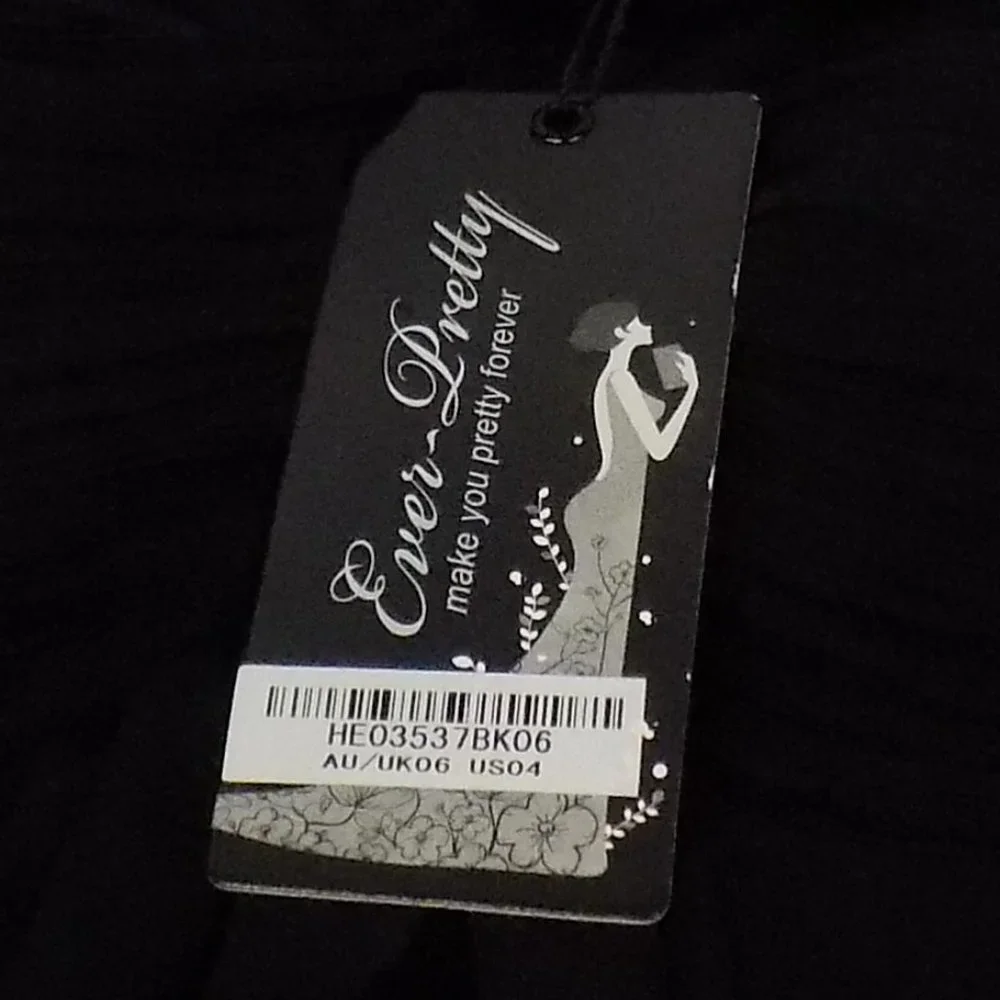 Ever-Pretty
make you pretty forever
HE03537BK06
AU/UK06 US04